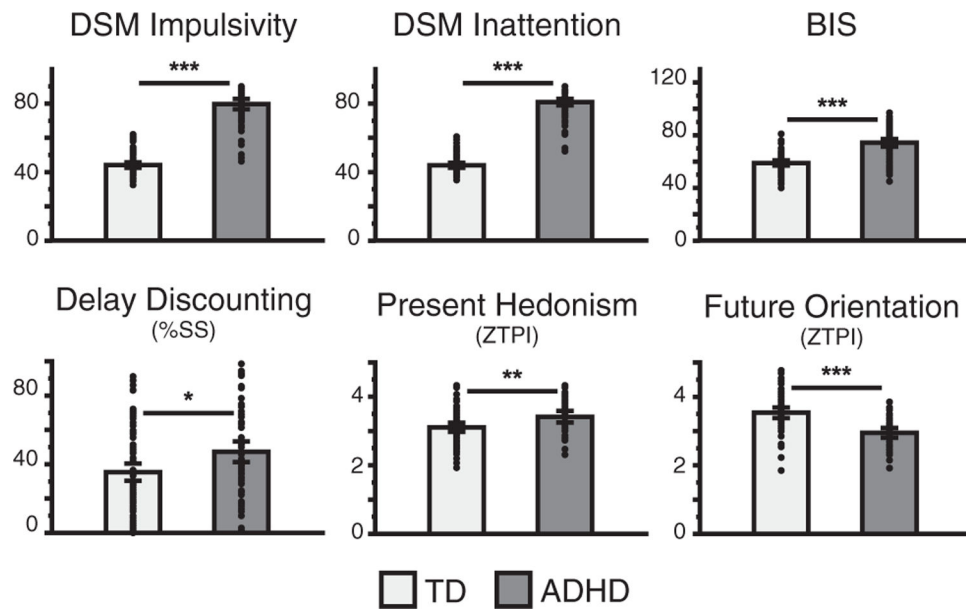 DSM Impulsivity
DSM Inattention
BIS
80
40
0
***
80
40
0
***
120
80
40
0
***
Delay Discounting
(%SS)
Present Hedonism
(ZTPI)
Future Orientation
(ZTPI)
80
40
0
*
4
2
0
**
4
2
0
***
TD
ADHD